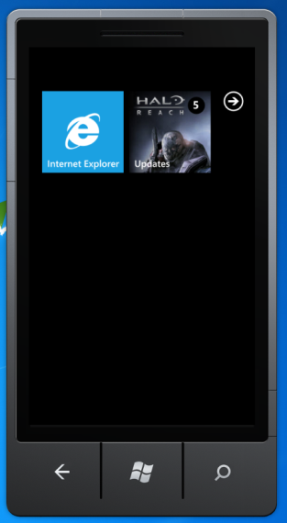 HALO
REACH
5
Internet Explorer
Updates